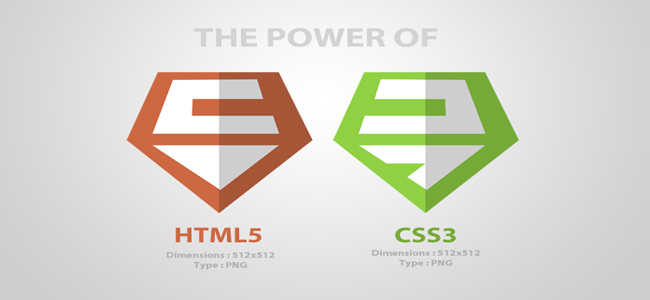 THE POWER OF
HTML5
Dimensions : 512x512
Type : PNG
CSS3
Dimensions : 512x512
Type : PNG